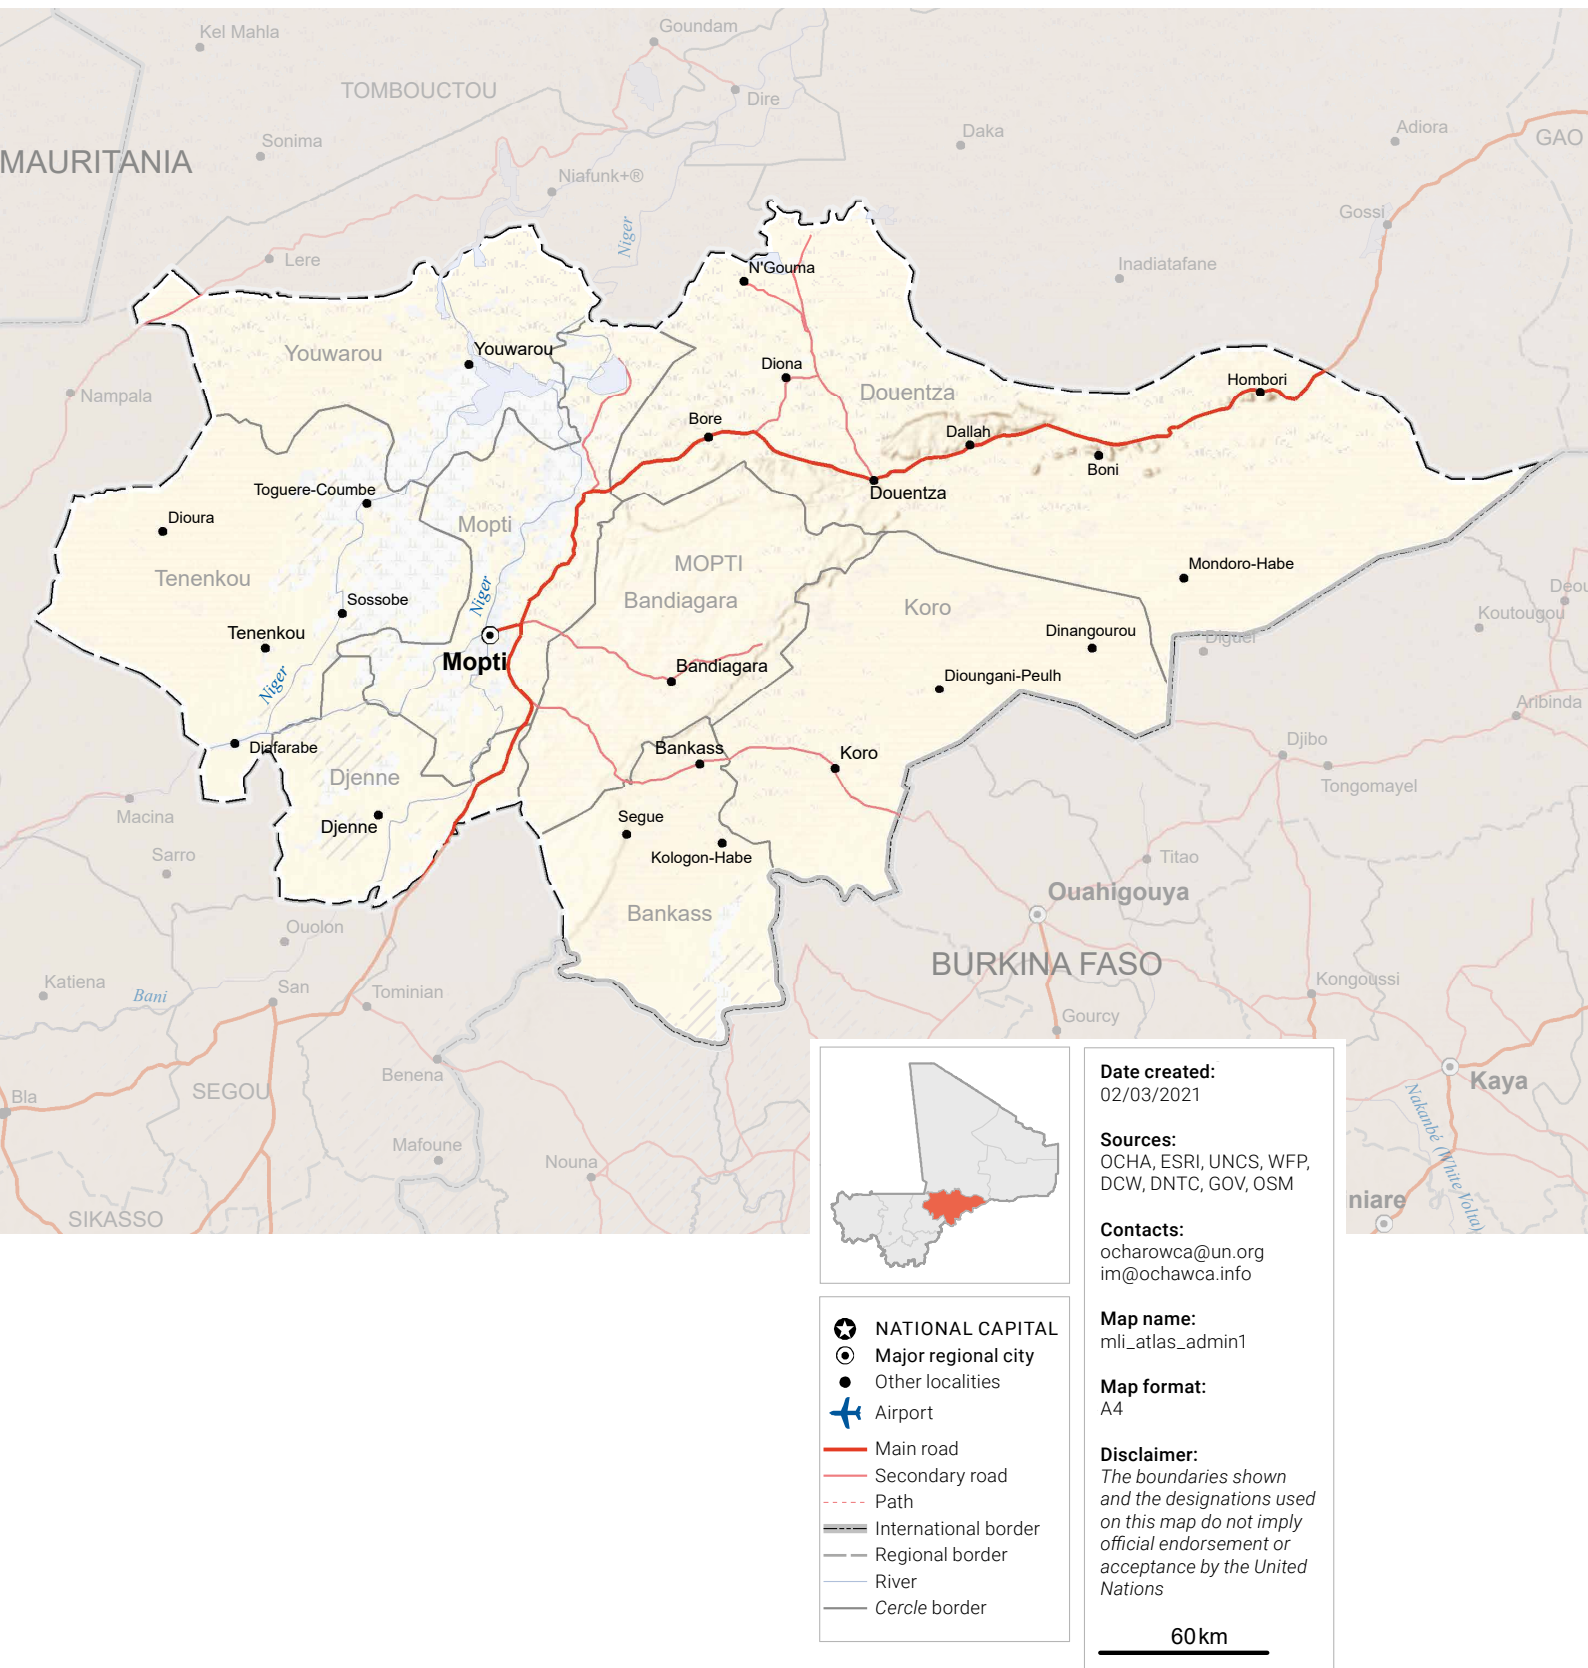 Kel Mahla
Goundam
TOMBOUCTOU
Dire
Sonima
Daka
Adiora
GAO
MAURITANIA
Niafunk+®
Gossi
Niger
Lere
N'Gouma
Inadiatafane
Youwarou
Youwarou
Diona
Douentza
Hombori
Nampala
Bore
Dallah
Boni
Toguere-Coumbe
Douentza
Dioura
Mopti
MOPTI
Mondoro-Habe
Tenenkou
Niger
Bandiagara
Koro
Deou
Sossobe
Koutougou
Tenenkou
Dinangourou
Diguel
Mopti
Bandiagara
Dioungani-Peulh
Niger
Aribinda
Diafarabe
Bankass
Koro
Djibo
Djenne
Tongomayel
Macina
Segue
Djenne
Sarro
Kologon-Habe
Titao
Ouahigouya
Bankass
Ouolon
BURKINA FASO
Katiena
Bani
San
Tominian
Kongoussi
Gourcy
Benena
SEGOU
Bla
Kaya
Nakanbé (White Volta)
Mafoune
Nouna
niare
SIKASSO
Date created:
02/03/2021
Sources:
OCHA, ESRI, UNCS, WFP,
DCW, DNTC, GOV, OSM
Contacts:
ocharowca@un.org
im@ochawca.info
Map name:
mli_atlas_admin1
Map format:
A4
Disclaimer:
The boundaries shown
and the designations used
on this map do not imply
official endorsement or
acceptance by the United
Nations
60 km
NATIONAL CAPITAL
Major regional city
Other localities
Airport
Main road
Secondary road
Path
International border
Regional border
River
Cercle border